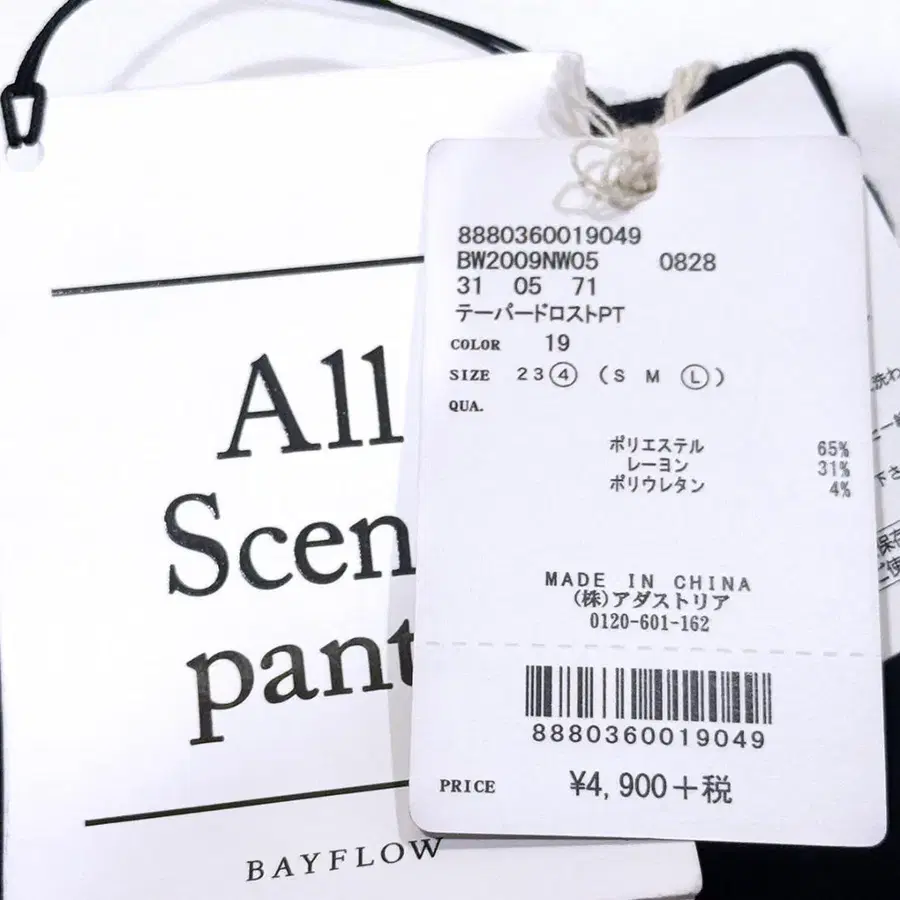 All
Scen
pant
BAYFLOW
8880360019049
BW2009NW05 0828
31 05 71
テーパードロストPT
COLOR 19
SIZE 2 3 ④ ( S M Ⓛ )
QUA.
ポリエステル 65%
レーヨン 31%
ポリウレタン 4%
MADE IN CHINA
(株)アダストリア
0120-601-162
8880360019049
PRICE ¥4,900+税